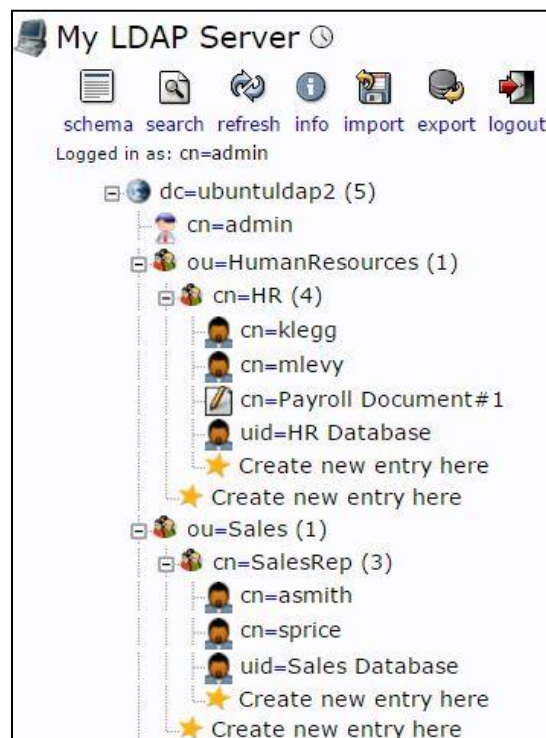 My LDAP Server
schema search refresh info import export logout
Logged in as: cn=admin
dc=ubuntuldap2 (5)
cn=admin
ou=HumanResources (1)
cn=HR (4)
cn=klegg
cn=mlevy
cn=Payroll Document#1
uid=HR Database
Create new entry here
Create new entry here
ou=Sales (1)
cn=SalesRep (3)
cn=asmith
cn=sprice
uid=Sales Database
Create new entry here
Create new entry here